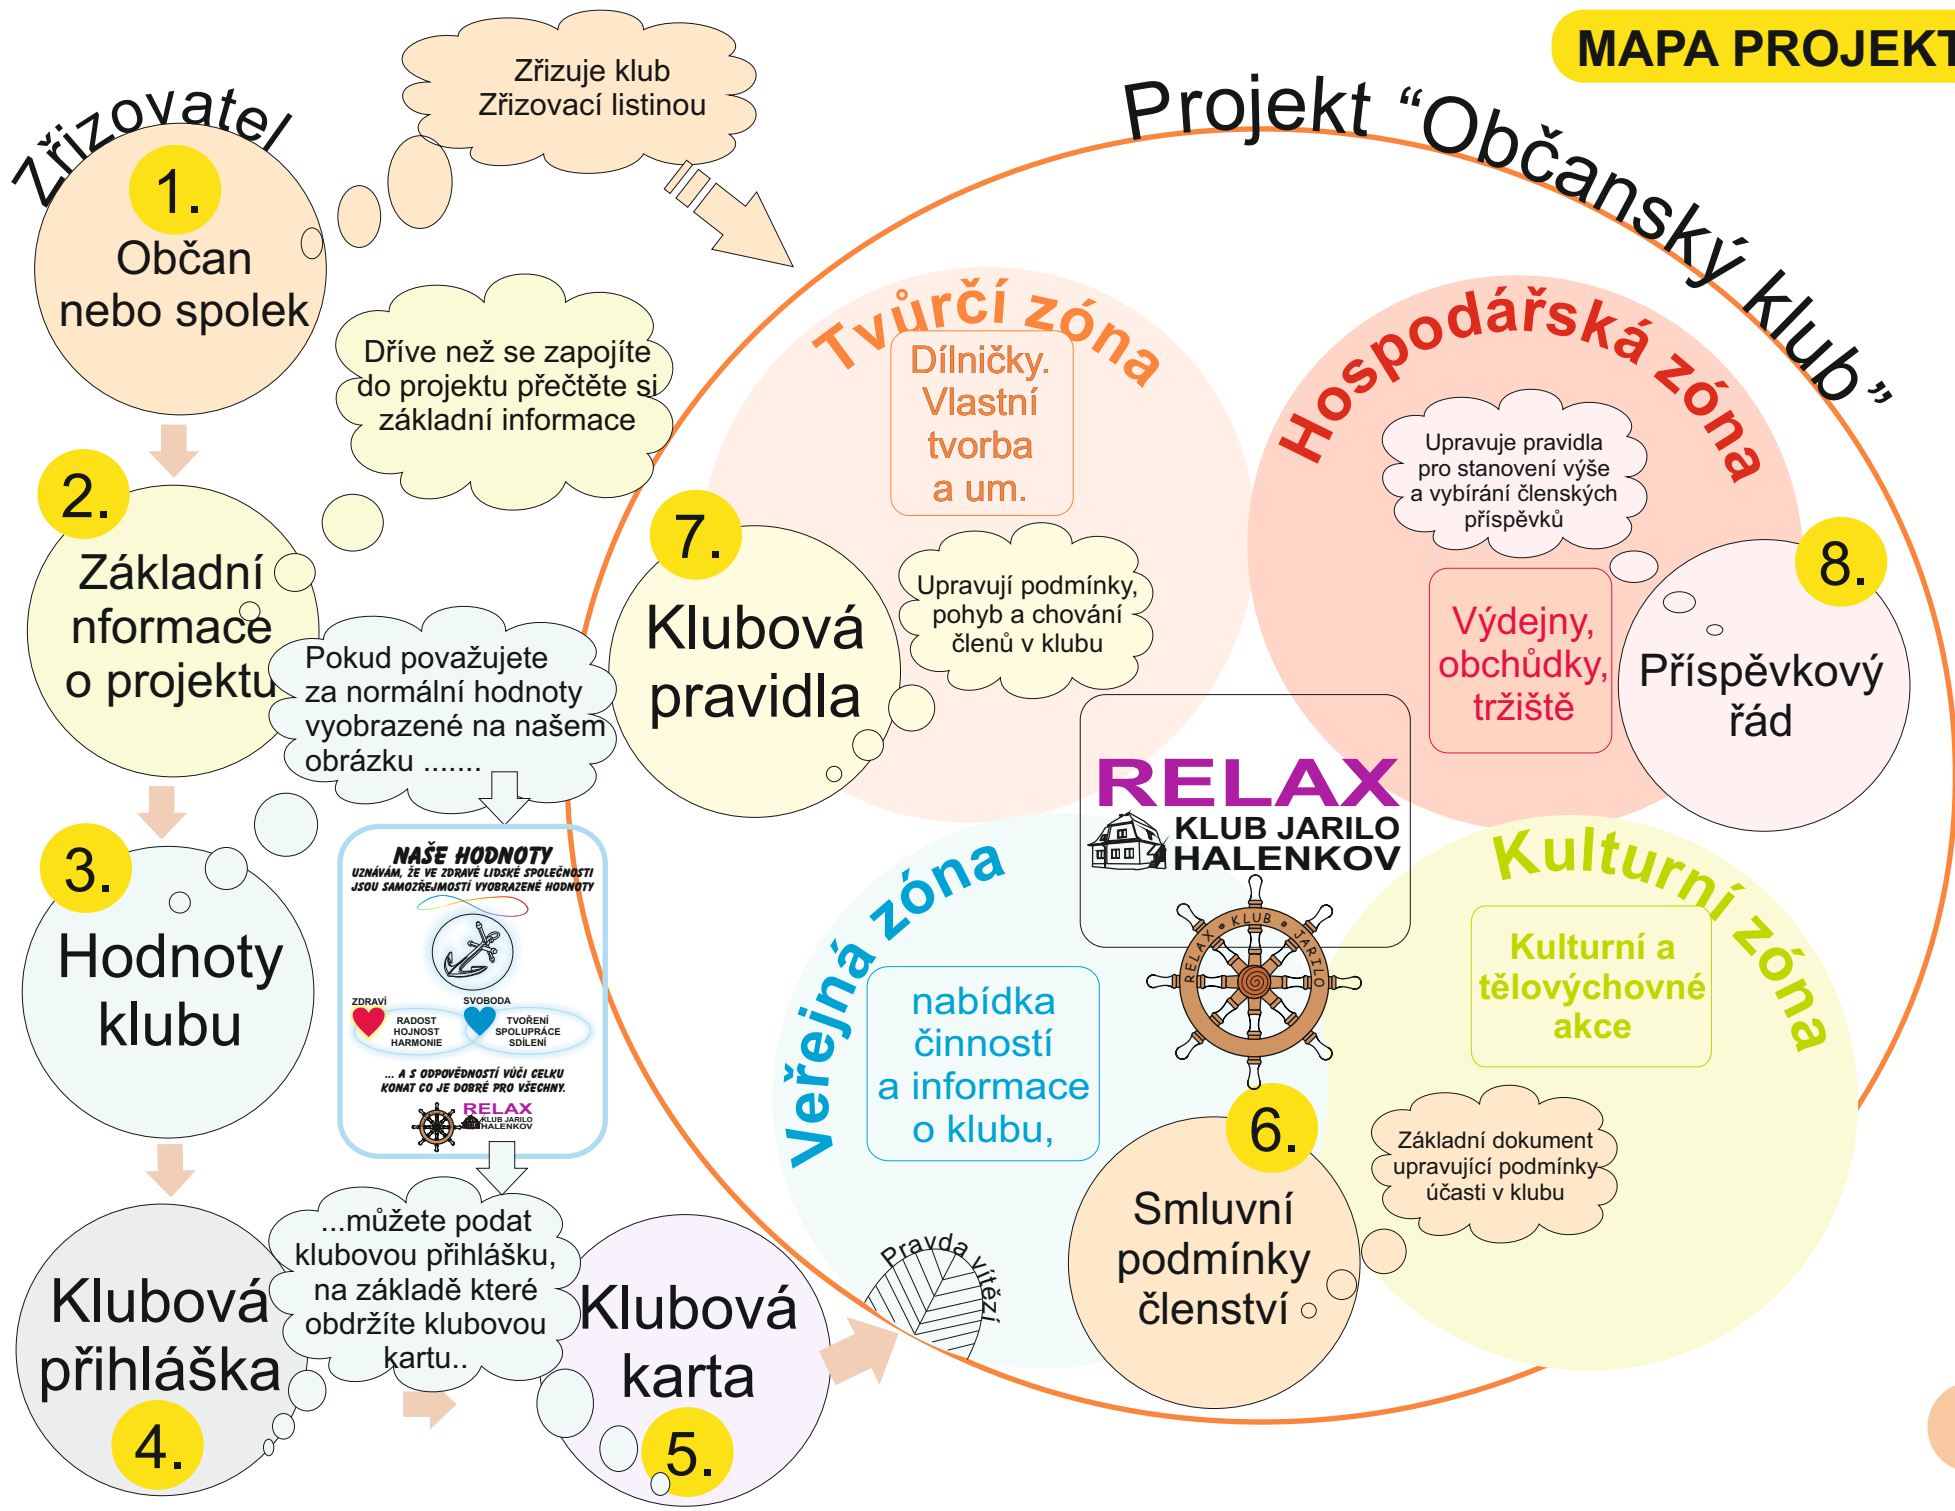 MAPA PROJEKT
Zřizovatel
1.
Občan
nebo spolek
Zřizuje klub
Zřizovací listinou
Projekt “Občanský klub”
Dříve než se zapojíte
do projektu přečtěte si
základní informace
2.
Základní
nformace
o projektu
Pokud považujete
za normální hodnoty
vyobrazené na našem
obrázku .......
3.
Hodnoty
klubu
NAŠE HODNOTY
UZNÁVÁM, ŽE VE ZDRAVÉ LIDSKÉ SPOLEČNOSTI
JSOU SAMOZŘEJMOSTÍ VYOBRAZENÉ HODNOTY
ZDRAVÍ
RADOST
HOJNOST
HARMONIE
SVOBODA
TVOŘENÍ
SPOLUPRÁCE
SDÍLENÍ
... A S ODPOVĚDNOSTÍ VŮČI CELKU
KONAT CO JE DOBRÉ PRO VŠECHNY.
RELAX
KLUB JARILO
HALENKOV
Klubová
přihláška
4.
...můžete podat
klubovou přihlášku,
na základě které
obdržíte klubovou
kartu..
Klubová
karta
5.
Tvůrčí zóna
Dílničky.
Vlastní
tvorba
a um.
7.
Klubová
pravidla
Upravují podmínky,
pohyb a chování
členů v klubu
Hospodářská zóna
Upravuje pravidla
pro stanovení výše
a vybírání členských
příspěvků
Výdejny,
obchůdky,
tržiště
8.
Příspěvkový
řád
RELAX
KLUB JARILO
HALENKOV
RELAX • KLUB • JARILO
Veřejná zóna
nabídka
činností
a informace
o klubu,
Pravda vítězí
Kulturní zóna
Kulturní a
tělovýchovné
akce
6.
Smluvní
podmínky
členství
Základní dokument
upravující podmínky
účasti v klubu